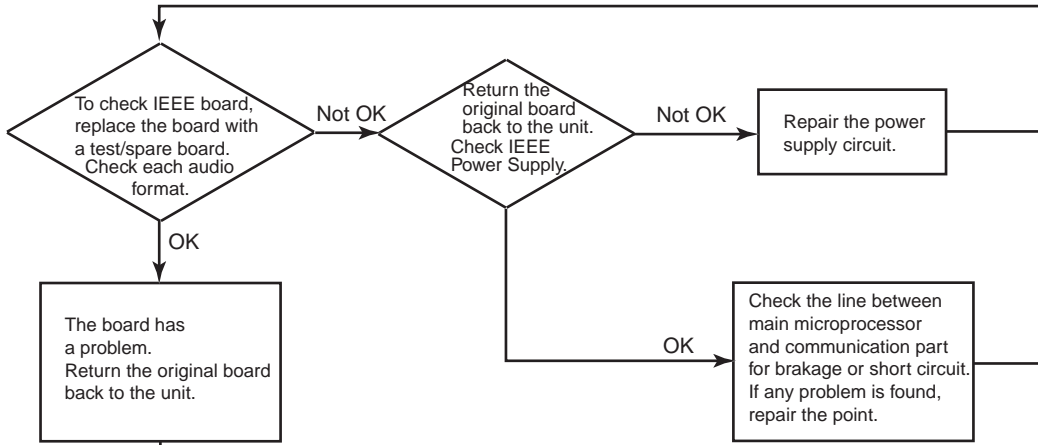 To check IEEE board,
replace the board with
a test/spare board.
Check each audio
format.
Not OK
Return the
original board
back to the unit.
Check IEEE
Power Supply.
Not OK
Repair the power
supply circuit.
OK
The board has
a problem.
Return the original board
back to the unit.
OK
Check the line between
main microprocessor
and communication part
for brakage or short circuit.
If any problem is found,
repair the point.